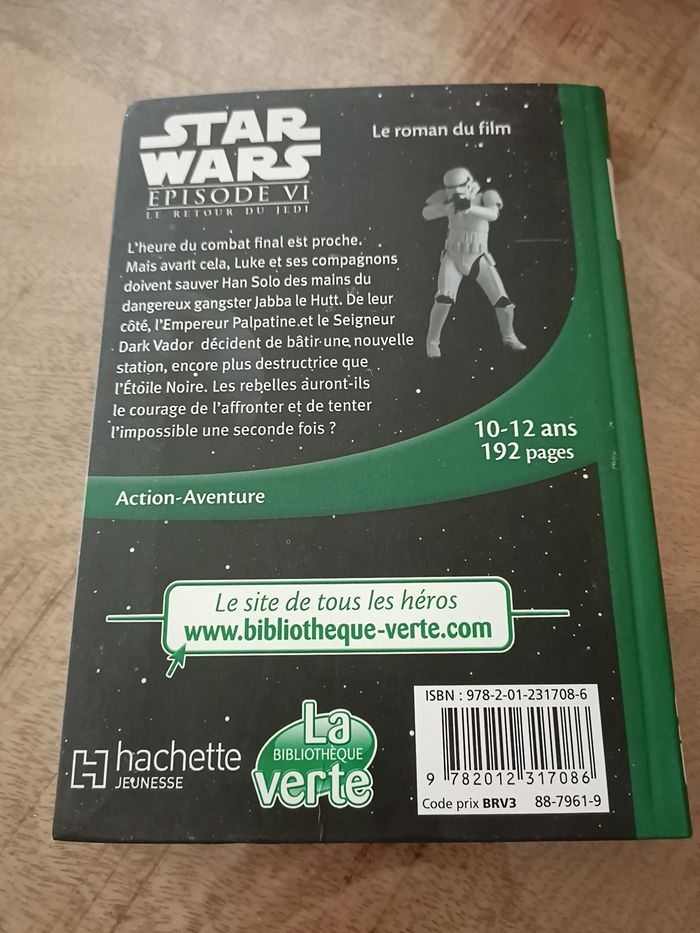 STAR
WARS
ÉPISODE VI
LE RETOUR DU JEDI
Le roman du film
L'heure du combat final est proche.
Mais avant cela, Luke et ses compagnons
doivent sauver Han Solo des mains du
dangereux gangster Jabba le Hutt. De leur
côté, l'Empereur Palpatine et le Seigneur
Dark Vador décident de bâtir une nouvelle
station, encore plus destructrice que
l'Étoile Noire. Les rebelles auront-ils
le courage de l'affronter et de tenter
l'impossible une seconde fois ?
10-12 ans
192 pages
Action-Aventure
Le site de tous les héros
www.bibliotheque-verte.com
hachette
JEUNESSE
La
BIBLIOTHÈQUE
verte
ISBN : 978-2-01-231708-6
9 782012 317086
Code prix BRV3 88-7961-9